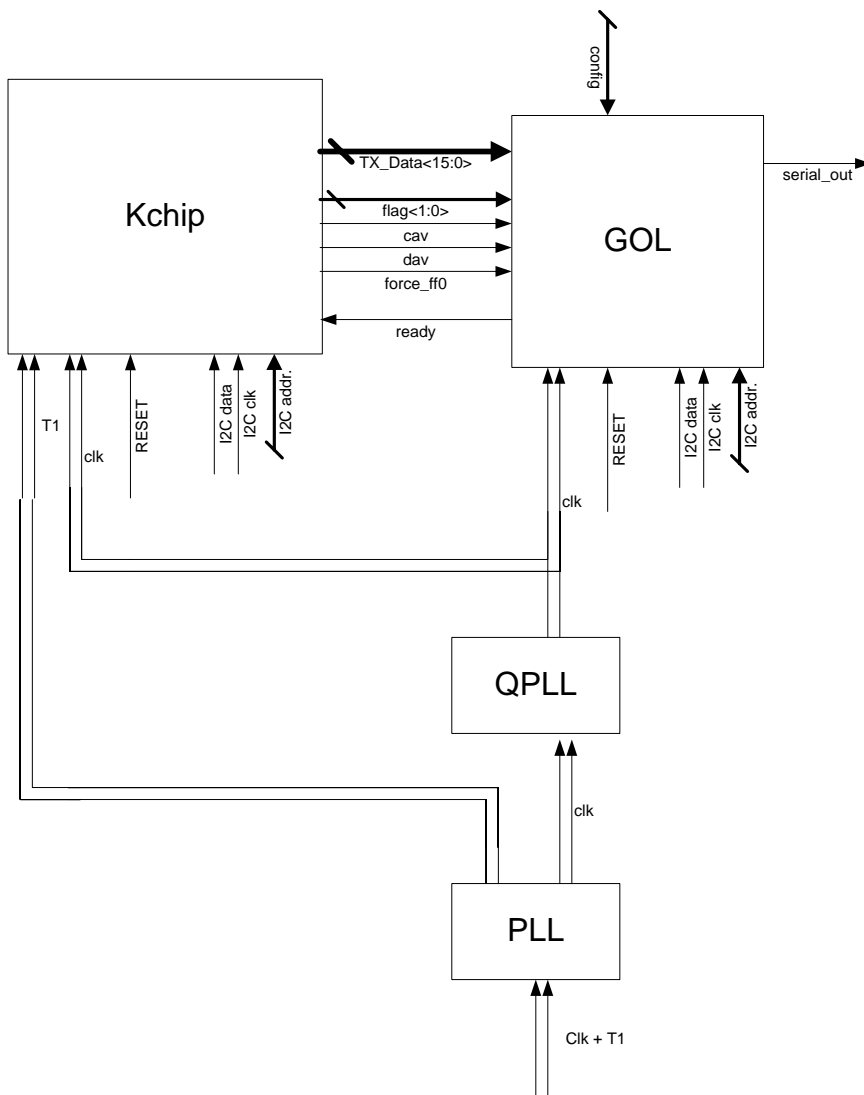 config
TX_Data<15:0>
serial_out
Kchip
flag<1:0>
GOL
cav
dav
force_ff0
ready
T1
clk
RESET
I2C data
I2C clk
I2C addr.
clk
RESET
I2C data
I2C clk
I2C addr.
QPLL
clk
PLL
Clk + T1